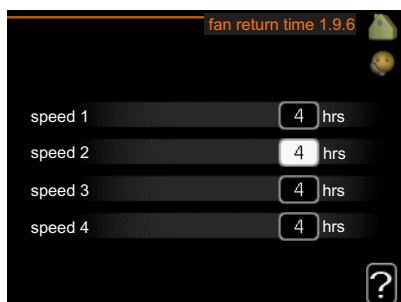 fan return time 1.9.6
speed 1 4 hrs
speed 2 4 hrs
speed 3 4 hrs
speed 4 4 hrs
?